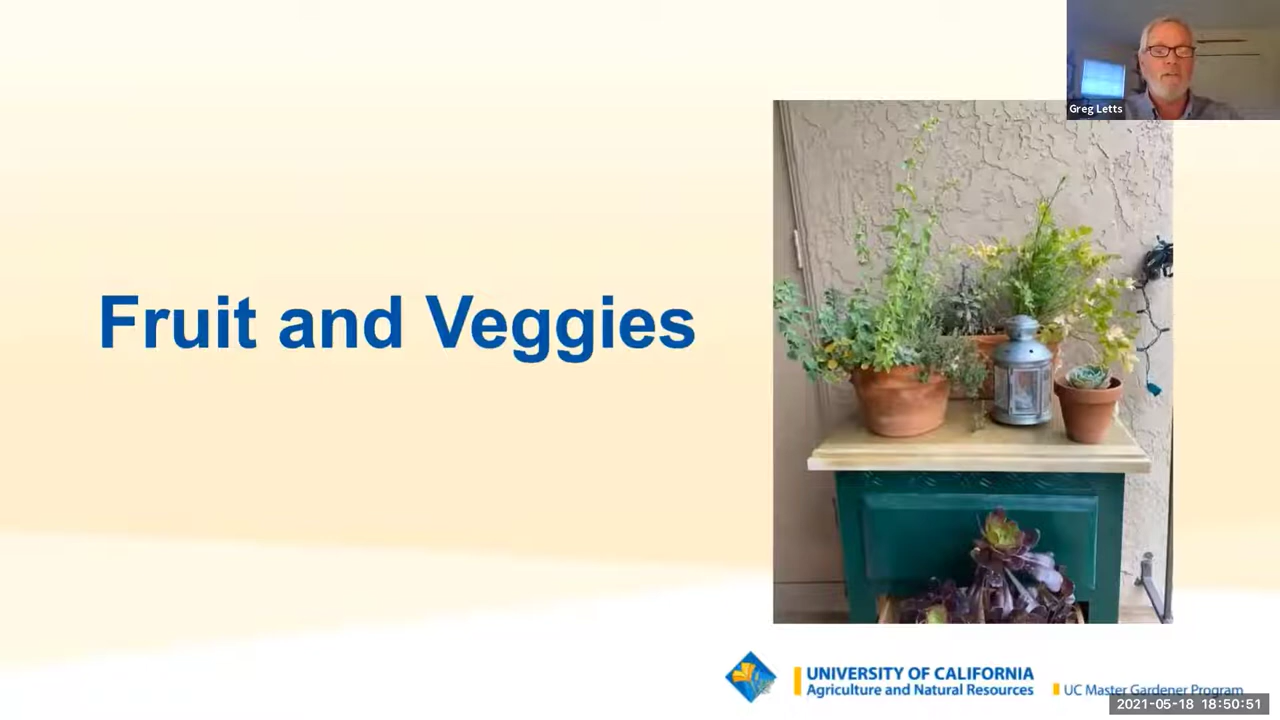 Greg Letts
Fruit and Veggies
UNIVERSITY OF CALIFORNIA
Agriculture and Natural Resources
UC Master Gardener Program
2021-05-18 18:50:51